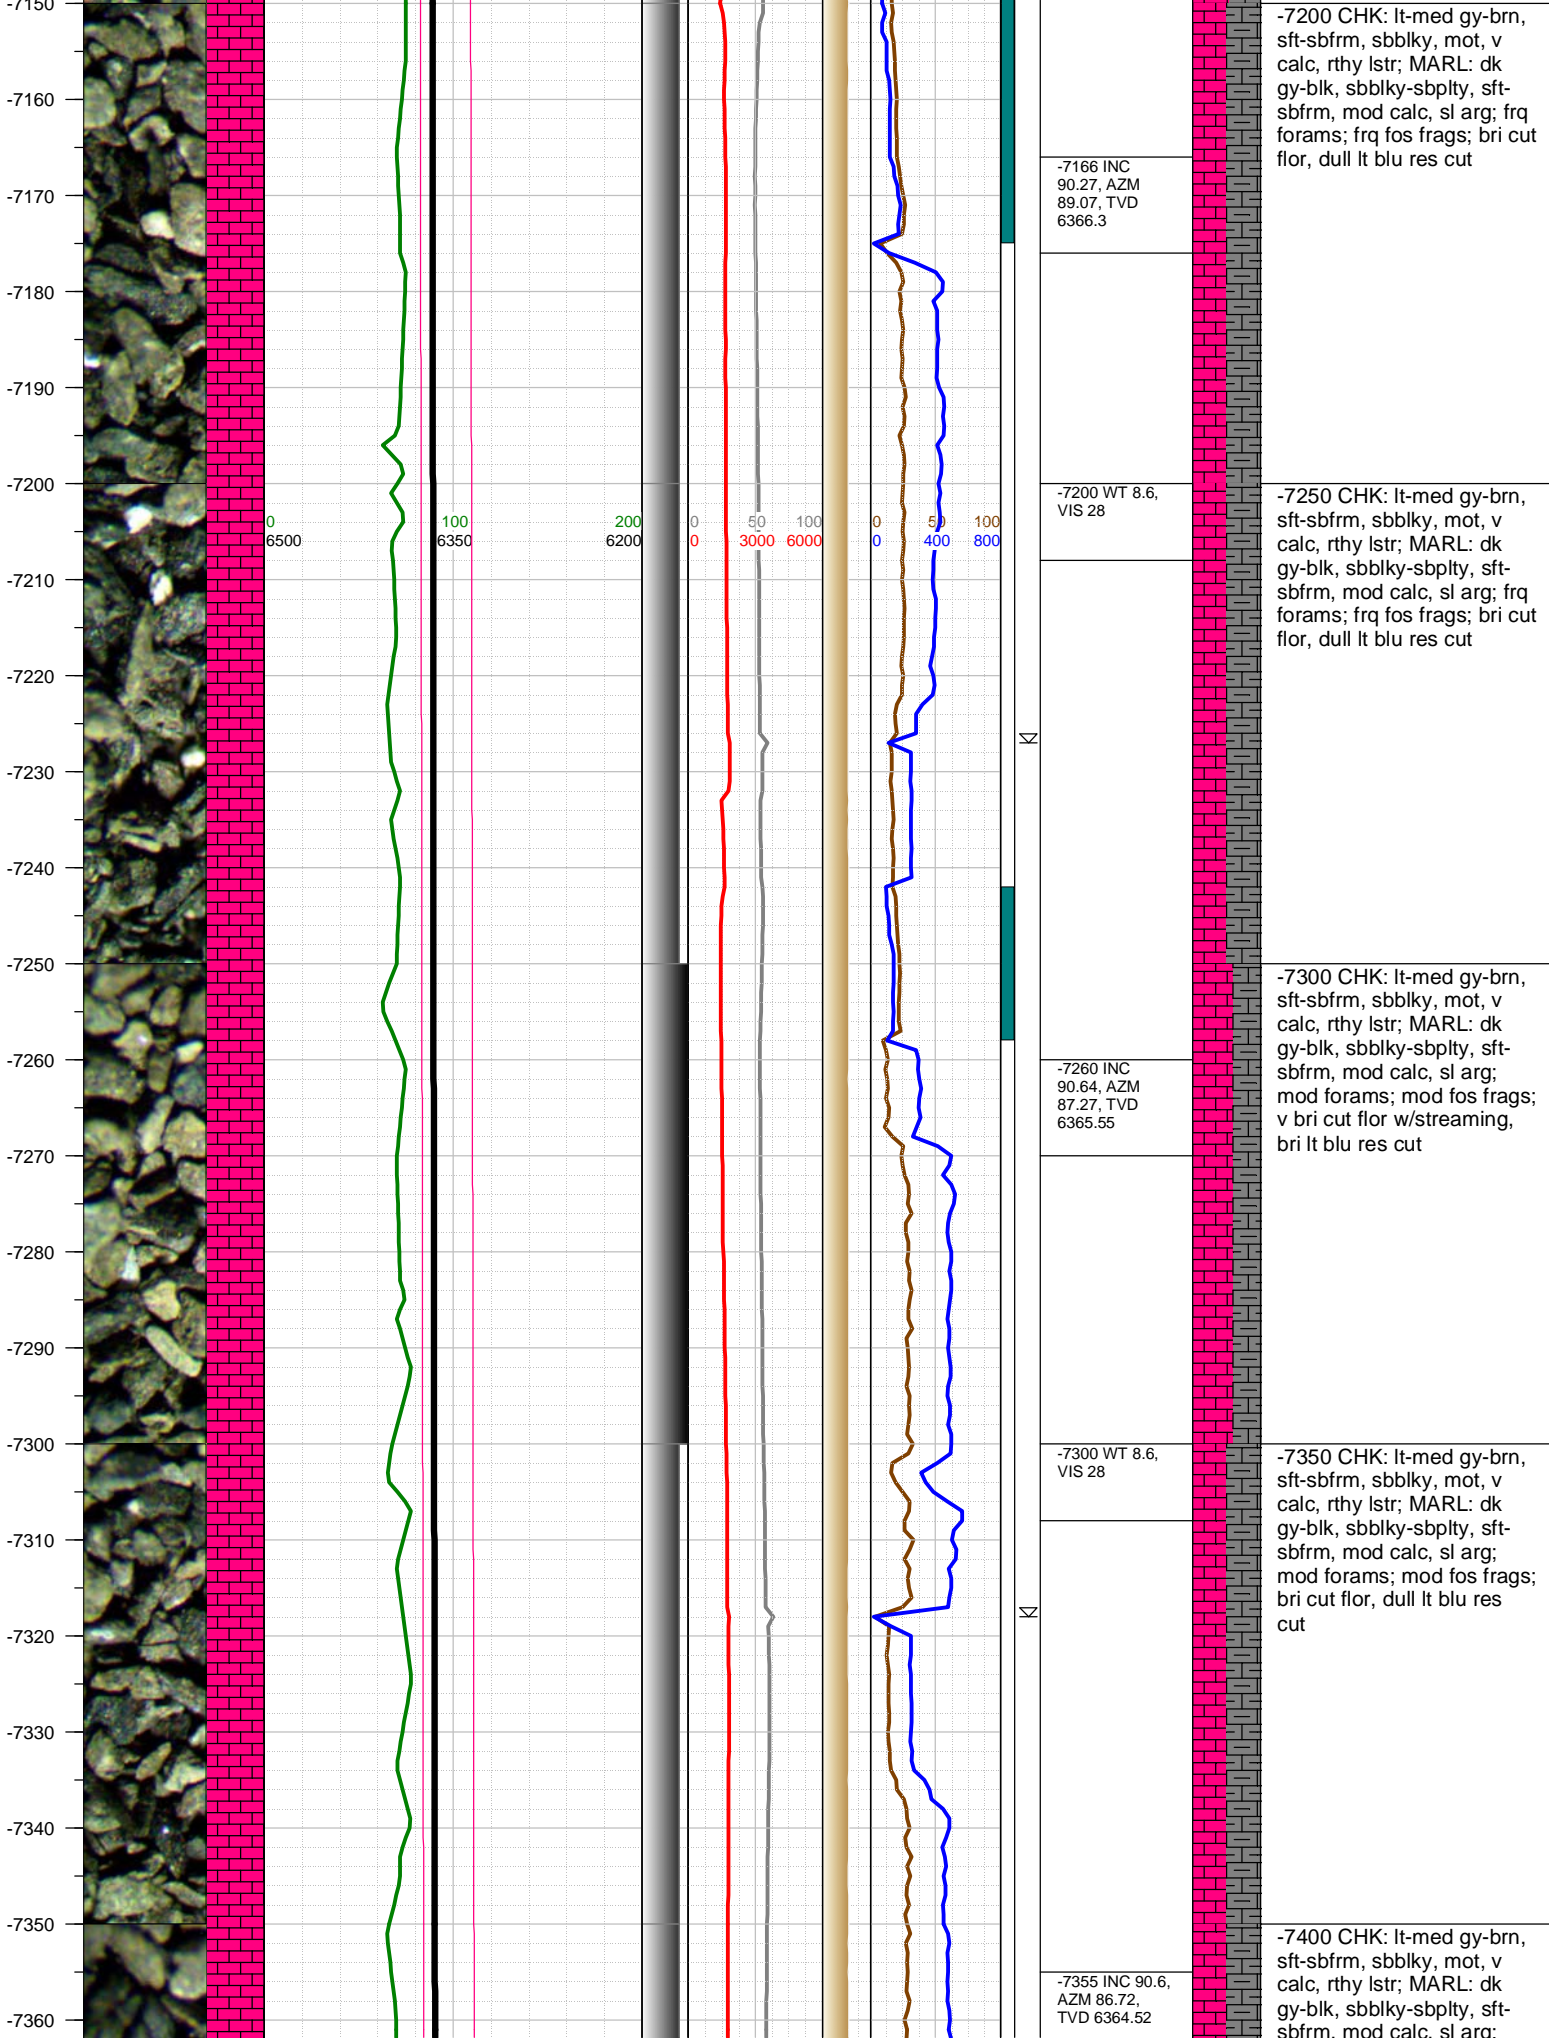 -7150
-7160
-7170
-7180
-7190
-7200
-7210
-7220
-7230
-7240
-7250
-7260
-7270
-7280
-7290
-7300
-7310
-7320
-7330
-7340
-7350
-7360
0 100 200
6500 6350 6200
0 50 100
0 3000 6000
0 50 100
0 400 800
-7166 INC
90.27, AZM
89.07, TVD
6366.3
-7200 WT 8.6,
VIS 28
-7260 INC
90.64, AZM
87.27, TVD
6365.55
-7300 WT 8.6,
VIS 28
-7355 INC 90.6,
AZM 86.72,
TVD 6364.52
-7200 CHK: lt-med gy-brn,
sft-sbfrm, sbblky, mot, v
calc, rthy lstr; MARL: dk
gy-blk, sbblky-sbplty, sft-
sbfrm, mod calc, sl arg; frq
forams; frq fos frags; bri cut
flor, dull lt blu res cut
-7250 CHK: lt-med gy-brn,
sft-sbfrm, sbblky, mot, v
calc, rthy lstr; MARL: dk
gy-blk, sbblky-sbplty, sft-
sbfrm, mod calc, sl arg; frq
forams; frq fos frags; bri cut
flor, dull lt blu res cut
-7300 CHK: lt-med gy-brn,
sft-sbfrm, sbblky, mot, v
calc, rthy lstr; MARL: dk
gy-blk, sbblky-sbplty, sft-
sbfrm, mod calc, sl arg;
mod forams; mod fos frags;
v bri cut flor w/streaming,
bri lt blu res cut
-7350 CHK: lt-med gy-brn,
sft-sbfrm, sbblky, mot, v
calc, rthy lstr; MARL: dk
gy-blk, sbblky-sbplty, sft-
sbfrm, mod calc, sl arg;
mod forams; mod fos frags;
bri cut flor, dull lt blu res
cut
-7400 CHK: lt-med gy-brn,
sft-sbfrm, sbblky, mot, v
calc, rthy lstr; MARL: dk
gy-blk, sbblky-sbplty, sft-
sbfrm, mod calc, sl arg;